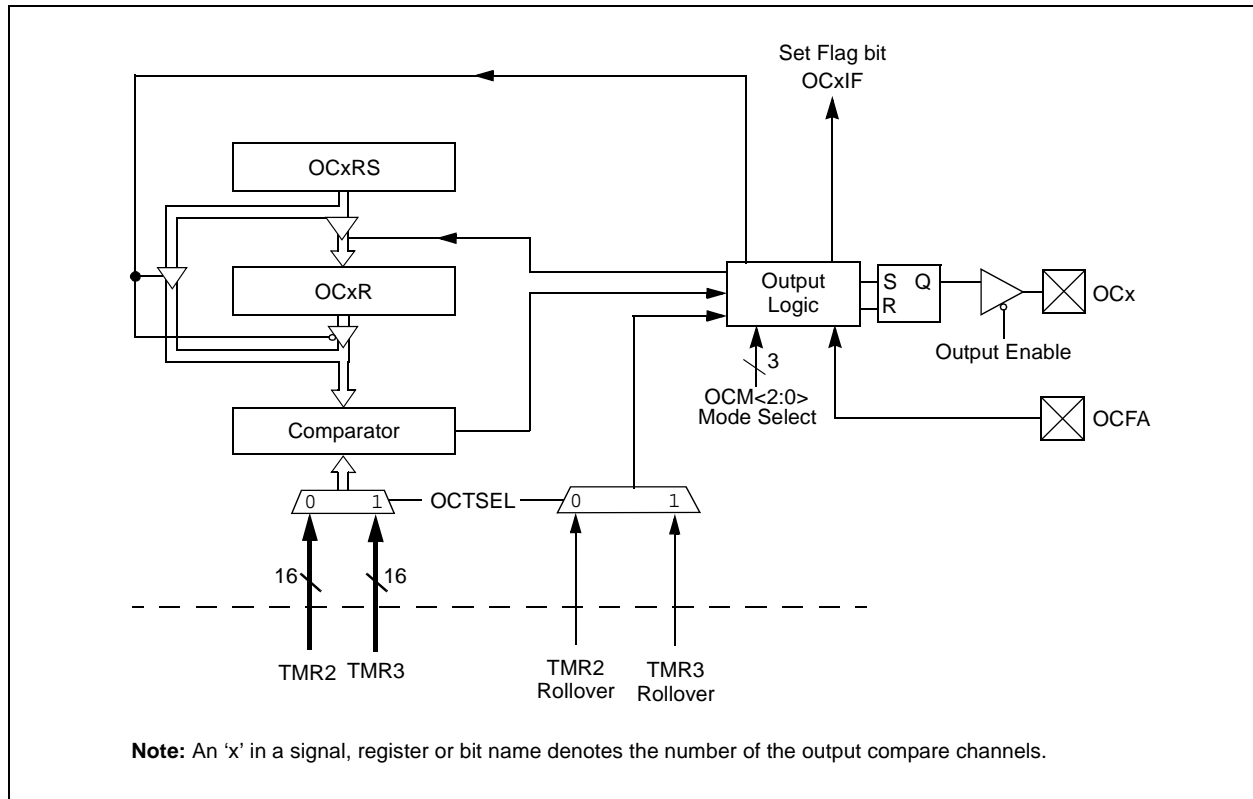 Set Flag bit
OCxIF
OCxRS
OCxR
Output
Logic
S Q
R
OCx
Output Enable
3
OCM<2:0>
Mode Select
OCFA
Comparator
0 1
OCTSEL
0 1
16
16
TMR2
TMR3
TMR2
Rollover
TMR3
Rollover
Note: An ‘x’ in a signal, register or bit name denotes the number of the output compare channels.